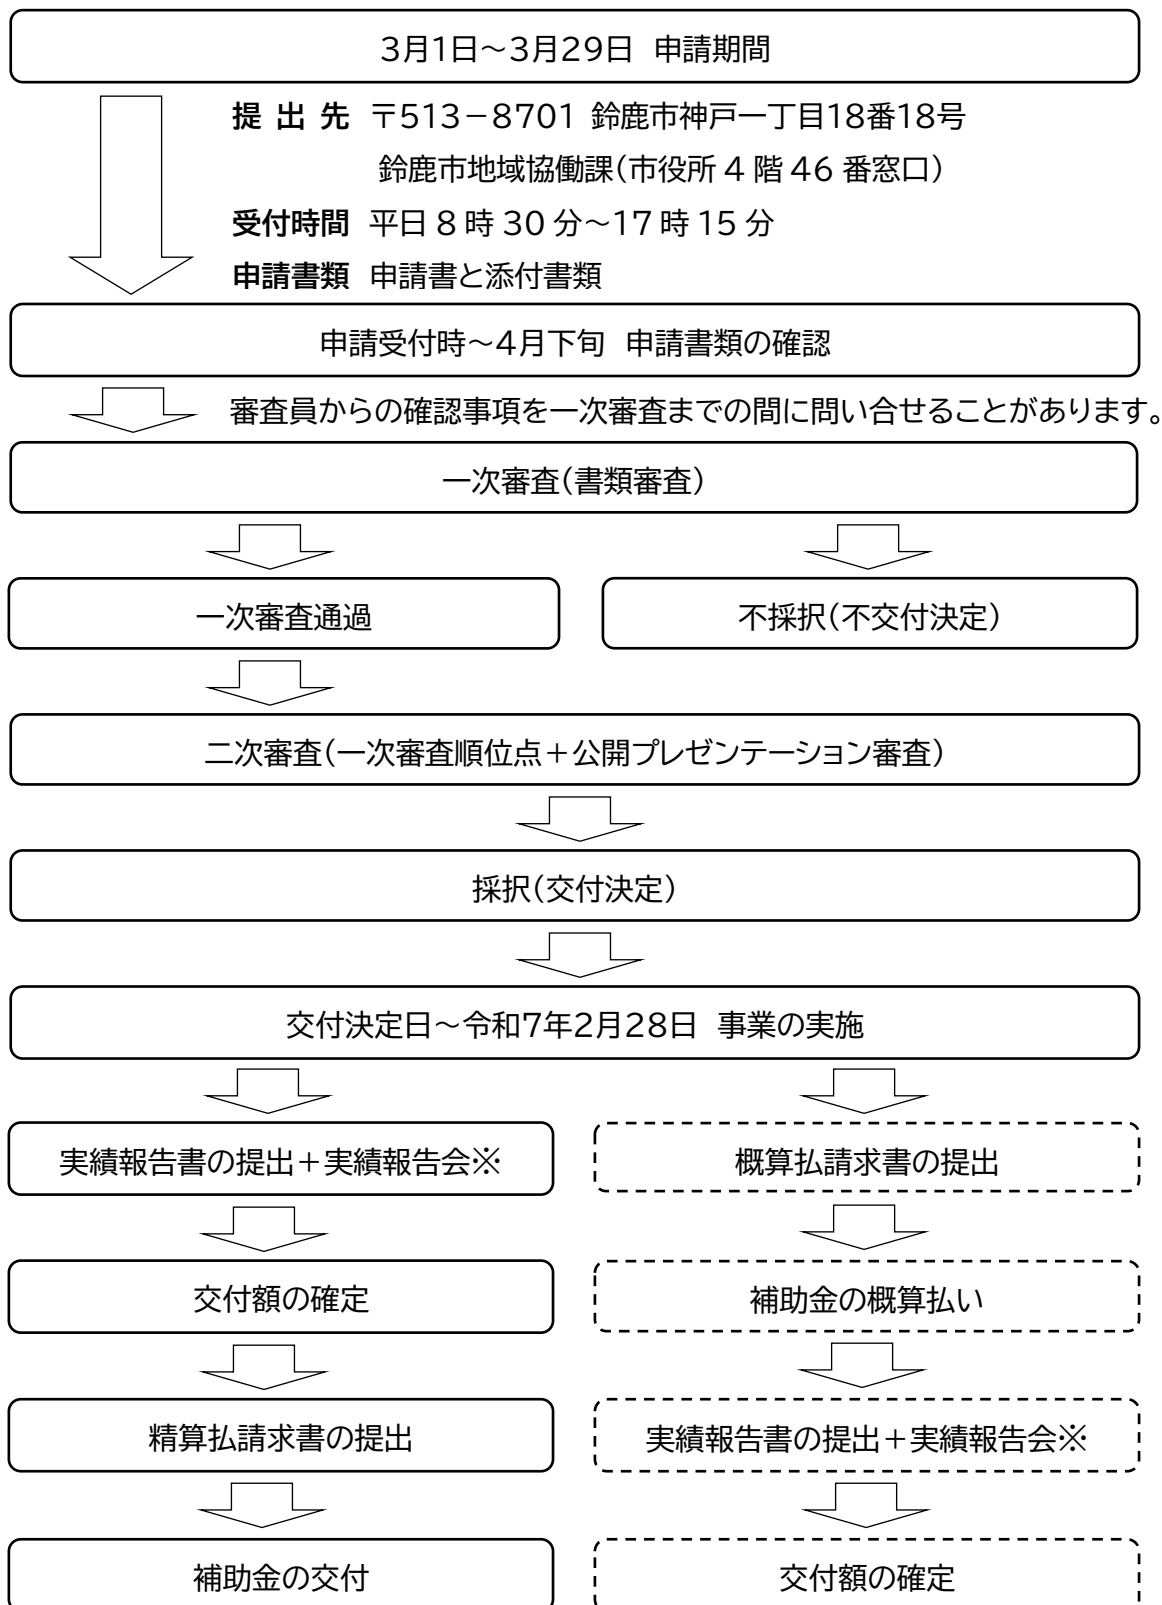 3月1日～3月29日 申請期間
提出先 〒513－8701 鈴鹿市神戸一丁目18番18号
鈴鹿市地域協働課（市役所4階46番窓口）
受付時間 平日8時30分～17時15分
申請書類 申請書と添付書類
申請受付時～4月下旬 申請書類の確認
審査員からの確認事項を一次審査までの間に問い合せることがあります。
一次審査（書類審査）
一次審査通過
不採択（不交付決定）
二次審査（一次審査順位点＋公開プレゼンテーション審査）
採択（交付決定）
交付決定日～令和7年2月28日 事業の実施
実績報告書の提出＋実績報告会※
概算払請求書の提出
交付額の確定
補助金の概算払い
精算払請求書の提出
実績報告書の提出＋実績報告会※
補助金の交付
交付額の確定